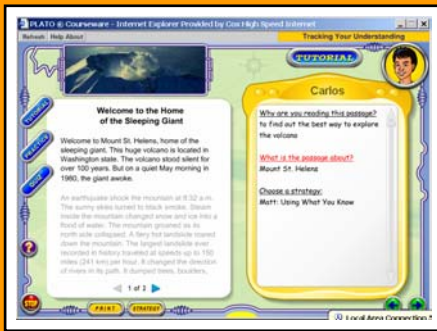 PLATO ® Courseware - Internet Explorer Provided by Cox High Speed Internet
Refresh Help About
Tracking Your Understanding
TUTORIAL
TUTORIAL
PRACTICE
QUIZ
Welcome to the Home
of the Sleeping Giant
Welcome to Mount St. Helens, home of the
sleeping giant. This huge volcano is located in
Washington state. The volcano stood silent for
over 100 years. But on a quiet May morning in
1980, the giant awoke.
An earthquake shook the mountain at 8:32 a.m.
The sunny skies turned to black smoke. Steam
inside the mountain changed snow and ice into a
flood of water. The mountain groaned as its
north side collapsed. A fiery hot landslide roared
down the mountain. The largest landslide ever
recorded in history traveled at speeds up to 150
miles (241 km) per hour. It changed the direction
of rivers in its path. It dumped trees, boulders,
1 of 2
STOP
PRINT
STRATEGY
Carlos
Why are you reading this passage?
to find out the best way to explore
the volcano
What is the passage about?
Mount St. Helens
Choose a strategy:
Matt: Using What You Know
Local Area Connection